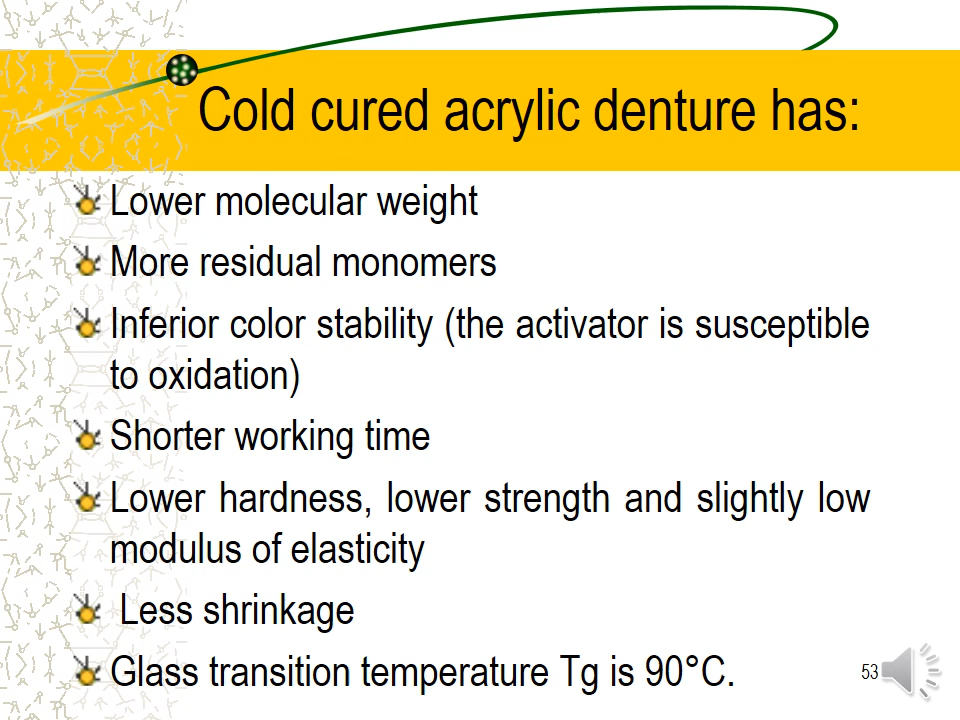 Cold cured acrylic denture has:
Lower molecular weight
More residual monomers
Inferior color stability (the activator is susceptible
to oxidation)
Shorter working time
Lower hardness, lower strength and slightly low
modulus of elasticity
Less shrinkage
Glass transition temperature Tg is 90°C.
53